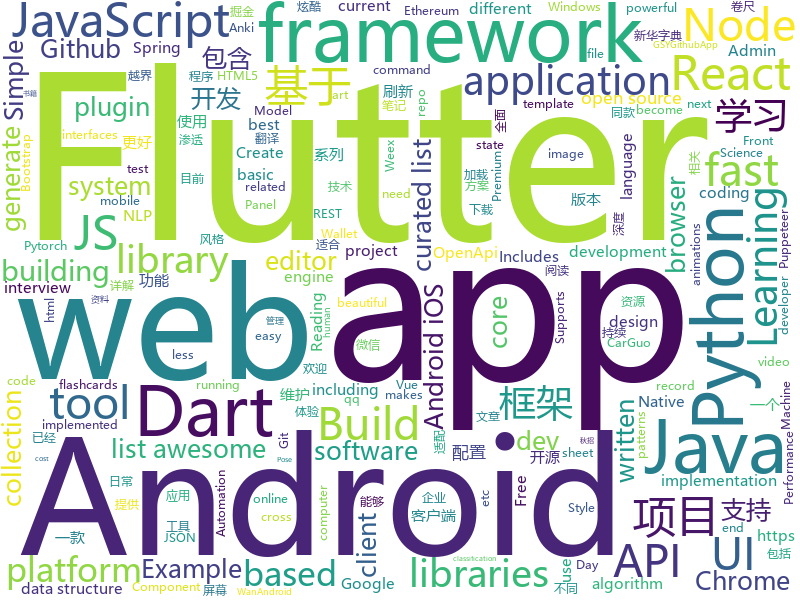 JavaScript
framework
Node
炫酷
掘金
Anki
current
Ethereum
different
Windows
powerful
卷尺
新华字典
GSYGithubApp
Github
Spring
越界
程序
HTML5
包含
file
Admin
command
React
Simple
plugin
开发
基于
application
刷新
笔记
art
repo
open source
template
become
next
同款
书籍
Bootstrap
generate
interfaces
更好
使用
渗透
best
翻译
Create
系列
Model
test
Flutter
curated list
Weex
state
全面
image
language
学习
Front
Science
相关
fast
system
mobile
NLP
basic
related
目前
技术
need
加载
方案
Premium
下载
版本
深度
coding
browser
Puppeteer
JS
Pytorch
Panel
REST
Wallet
OpenApi
library
风格
适合
project
Includes
development
animations
building
功能
editor
engine
阅读
资源
Learning
developer
interview
详解
资料
html
管理
beautiful
including
core
Supports
design
持续
CarGuo
video
Python
easy
less
Reading
human
微信
web
app
Android iOS
code
flashcards
running
欢迎
Vue
makes
Native
record
一个
tool
Dart
框架
patterns
Performance
Machine
collection
已经
implemented
维护
qq
文章
Build
Git
体验
dev
written
Java
list awesome
software
适配
配置
开源
sheet
秋招
implementation
日常
提供
应用
Automation
online
能够
etc
Free
企业
客户端
项目
支持
end
https
包括
platform
一款
工具
JSON
cross
computer
client
Style
UI
Example
based
libraries
API
Chrome
cost
Pose
Google
classification
use
Day
不同
algorithm
data structure
Component
屏幕
WanAndroid
Android